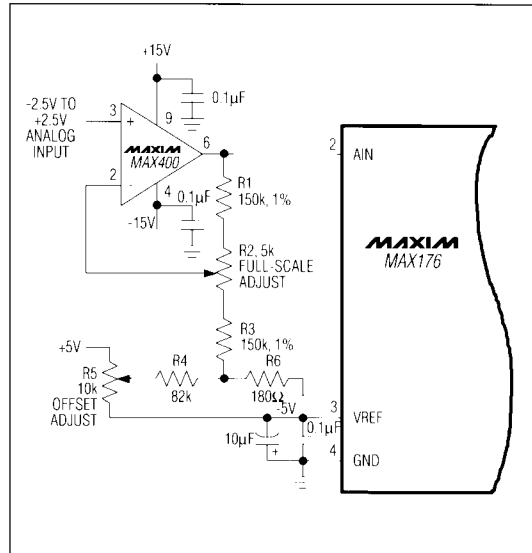 +15V
0.1µF
-2.5V TO
+2.5V
ANALOG
INPUT
3
9
+
MAXIM
MAX400
6
2
-
4
-15V
0.1µF
R1
150k, 1%
R2, 5k
FULL-SCALE
ADJUST
R3
150k, 1%
+5V
R5
10k
OFFSET
ADJUST
R4
82k
R6
180Ω
-5V
10µF
+
0.1µF
2
AIN
MAXIM
MAX176
3
VREF
4
GND